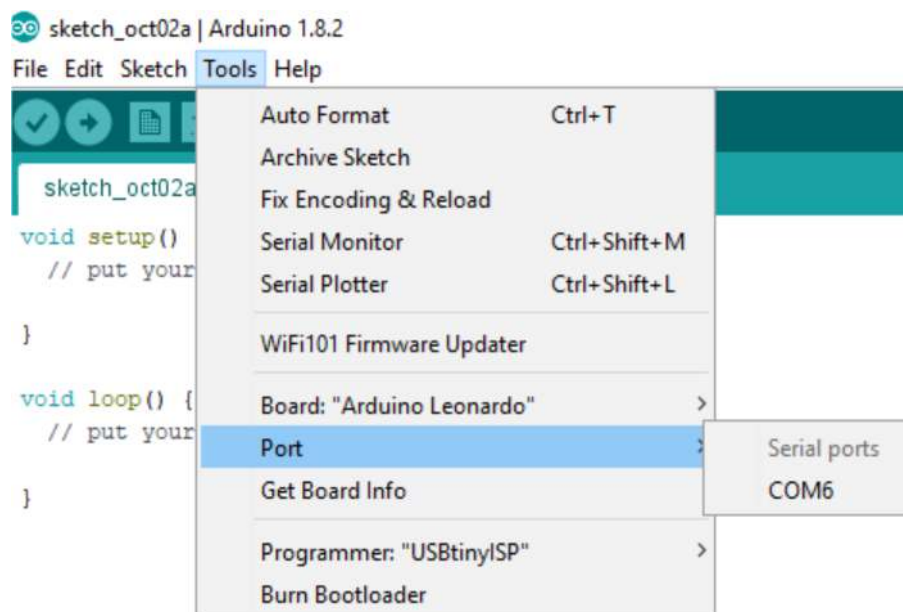 sketch_oct02a | Arduino 1.8.2
File Edit Sketch Tools Help
Auto Format Ctrl+T
Archive Sketch
Fix Encoding & Reload
Serial Monitor Ctrl+Shift+M
Serial Plotter Ctrl+Shift+L
WiFi101 Firmware Updater
Board: "Arduino Leonardo"
Port
Get Board Info
Programmer: "USBtinyISP"
Burn Bootloader
Serial ports
COM6
sketch_oct02a
void setup()
// put your
}
void loop() {
// put your
}